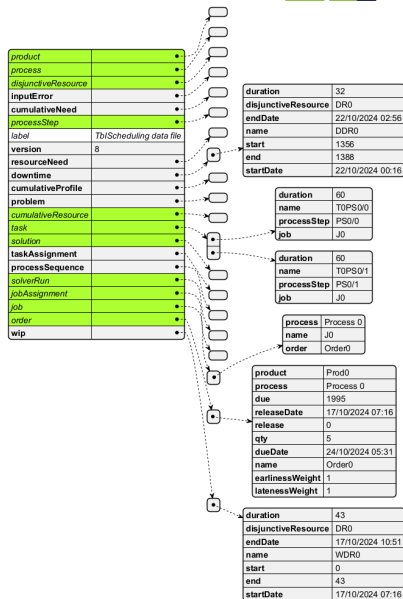 product
process
disjunctiveResource
inputError
cumulativeNeed
processStep
label TblScheduling data file
version 8
resourceNeed
downtime
cumulativeProfile
problem
cumulativeResource
task
solution
taskAssignment
processSequence
solverRun
jobAssignment
job
order
wip
duration 32
disjunctiveResource DR0
endDate 22/10/2024 02:56
name DDR0
start 1356
end 1388
startDate 22/10/2024 00:16
duration 60
name T0PS0/0
processStep PS0/0
job J0
duration 60
name T0PS0/1
processStep PS0/1
job J0
process Process 0
name J0
order Order0
product Prod0
process Process 0
due 1995
releaseDate 17/10/2024 07:16
release 0
qty 5
dueDate 24/10/2024 05:31
name Order0
earlinessWeight 1
latenessWeight 1
duration 43
disjunctiveResource DR0
endDate 17/10/2024 10:51
name WDR0
start 0
end 43
startDate 17/10/2024 07:16